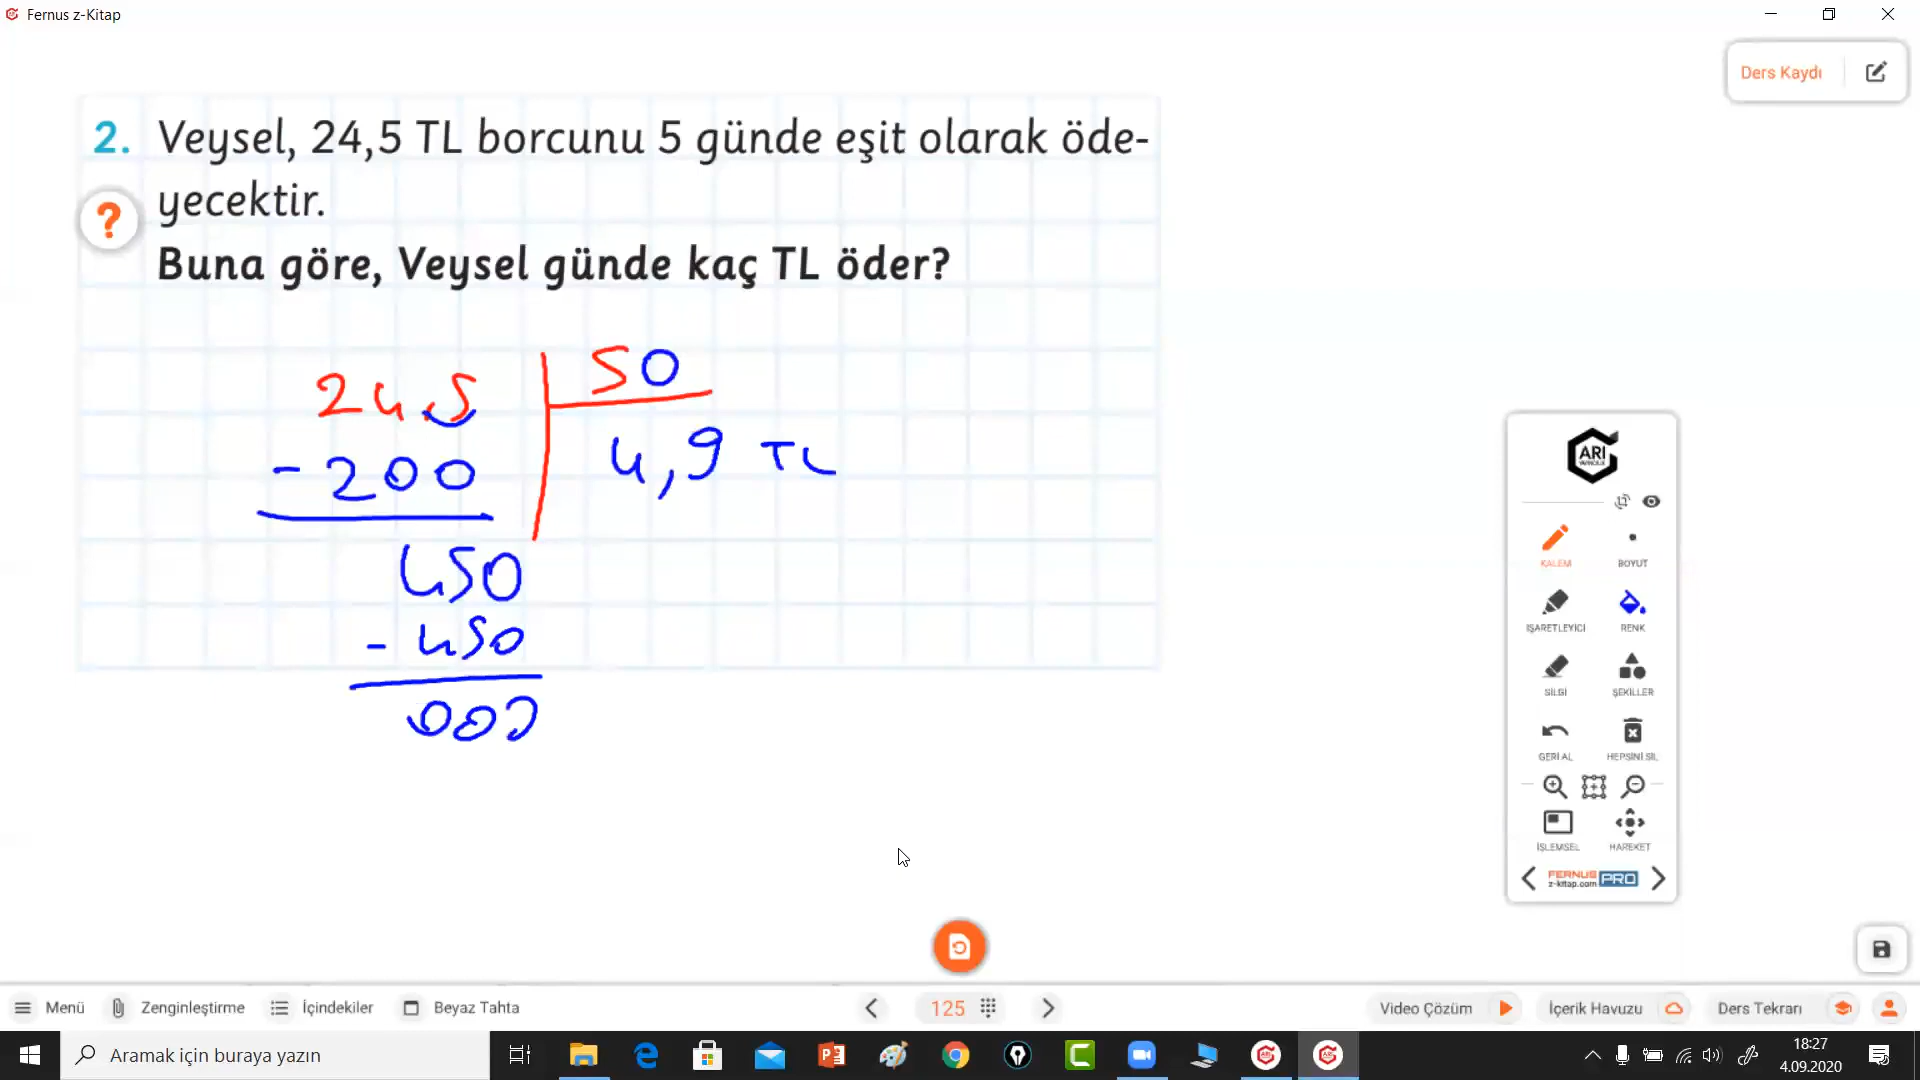 Fernus z-Kitap
Ders Kaydı
2. Veysel, 24,5 TL borcunu 5 günde eşit olarak öde-
yecektir.
?
Buna göre, Veysel günde kaç TL öder?
24,5 50
4,9 TL
-200
450
-450
000
ARI
YAYINCILIK
KALEM BOYUT
İŞARETLEYİCİ RENK
SİLGİ ŞEKİLLER
GERİ AL HEPSİNİ SİL
İŞLEMSEL HAREKET
FERNUS PRO
z-kitap.com
Menü Zenginleştirme İçindekiler Beyaz Tahta 125 Video Çözüm İçerik Havuzu Ders Tekrarı
Aramak için buraya yazın
18:27
4.09.2020